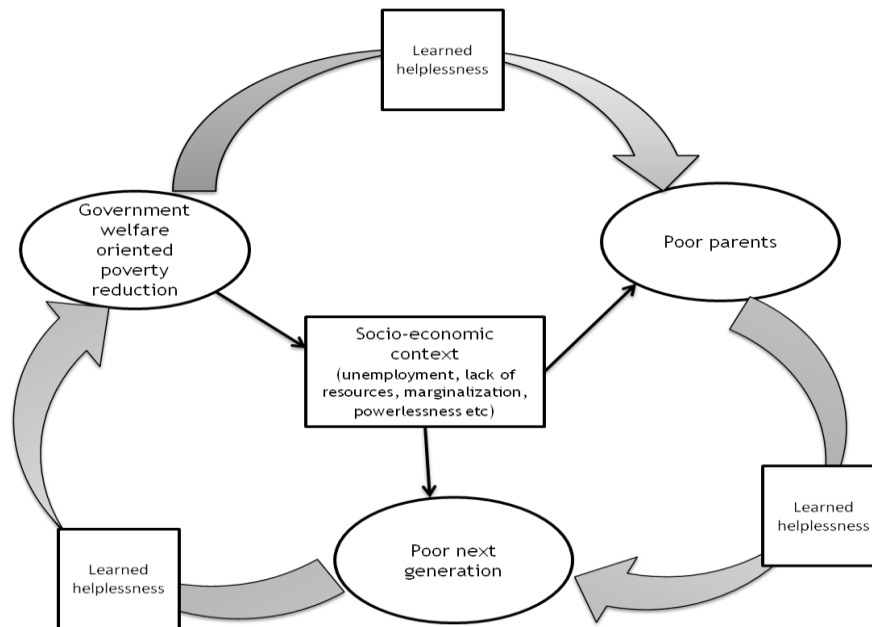 Learned
helplessness
Government
welfare
oriented
poverty
reduction
Poor parents
Socio-economic
context
(unemployment, lack of
resources, marginalization,
powerlessness etc)
Learned
helplessness
Poor next
generation
Learned
helplessness